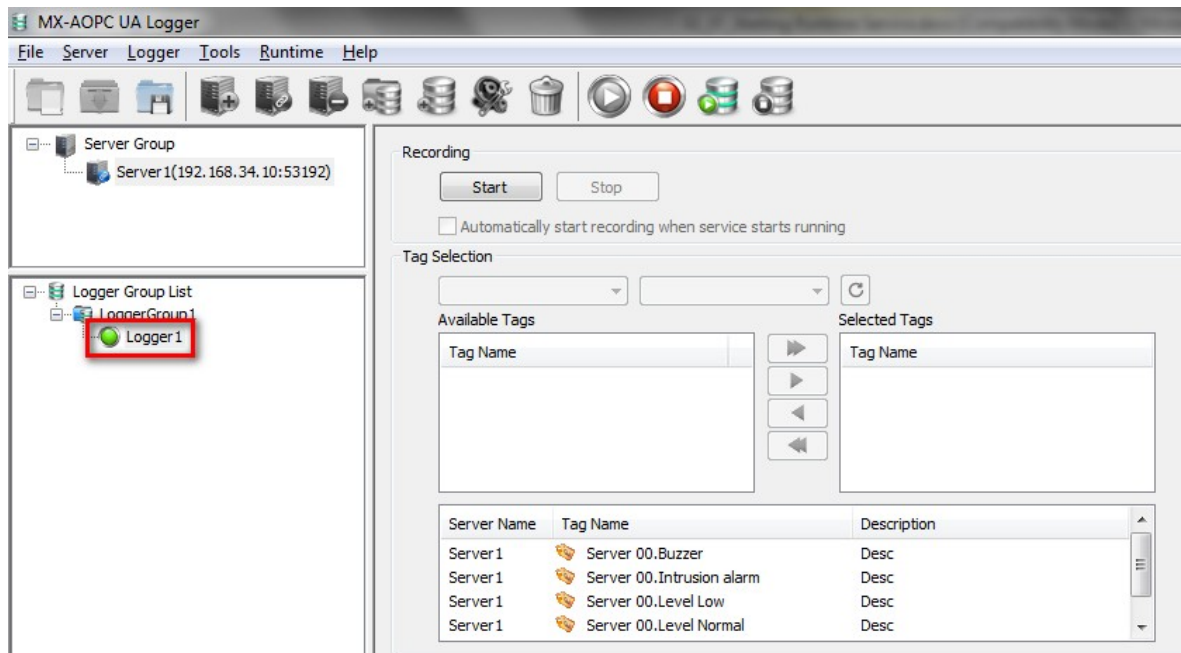 MX-AOPC UA Logger
File Server Logger Tools Runtime Help
Server Group
Server1(192.168.34.10:53192)
Logger Group List
LoggerGroup1
Logger1
Recording
Start Stop
Automatically start recording when service starts running
Tag Selection
Available Tags Selected Tags
Tag Name Tag Name
Server Name Tag Name Description
Server1 Server 00.Buzzer Desc
Server1 Server 00.Intrusion alarm Desc
Server1 Server 00.Level Low Desc
Server1 Server 00.Level Normal Desc